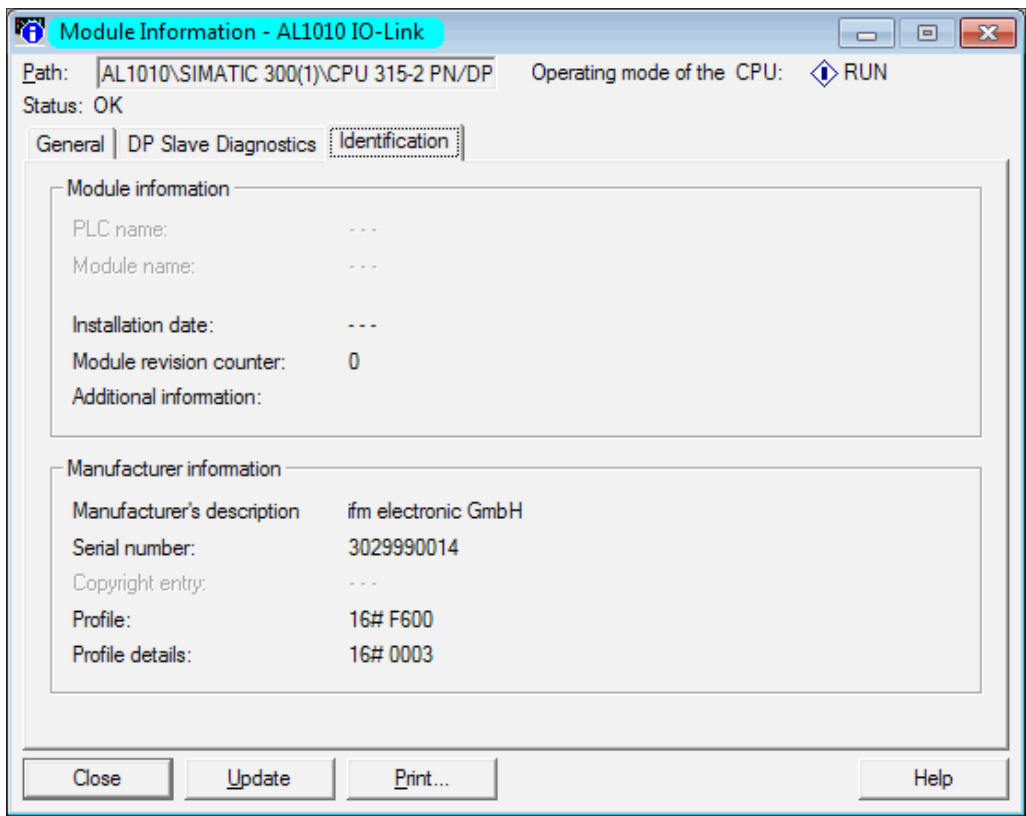 Module Information - AL1010 IO-Link
Path: AL1010\SIMATIC 300(1)\CPU 315-2 PN/DP Operating mode of the CPU: RUN
Status: OK
General DP Slave Diagnostics Identification
Module information
PLC name: - - -
Module name: - - -
Installation date: - - -
Module revision counter: 0
Additional information:
Manufacturer information
Manufacturer's description ifm electronic GmbH
Serial number: 3029990014
Copyright entry: - - -
Profile: 16# F600
Profile details: 16# 0003
Close Update Print... Help